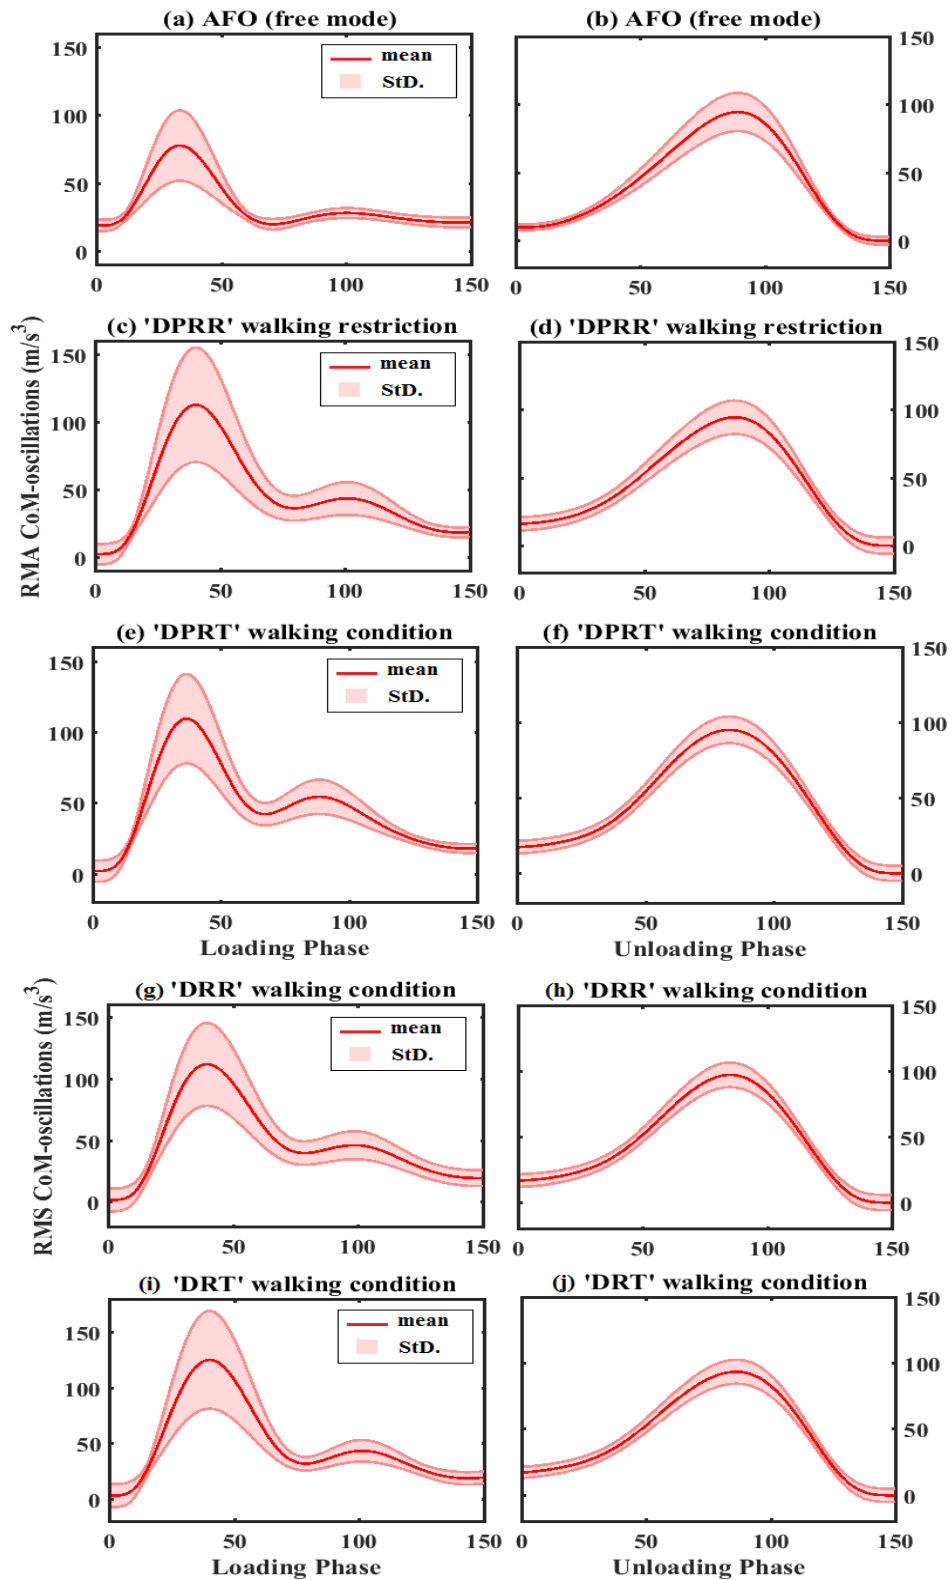 (a) AFO (free mode)
(b) AFO (free mode)
150
100
50
0
mean
StD.
0 50 100 150
150
100
50
0
0 50 100 150
RMA CoM-oscillations (m/s³)
(c) 'DPRR' walking restriction
(d) 'DPRR' walking restriction
150
100
50
0
mean
StD.
0 50 100 150
150
100
50
0
0 50 100 150
(e) 'DPRT' walking condition
(f) 'DPRT' walking condition
150
100
50
0
mean
StD.
0 50 100 150
Loading Phase
150
100
50
0
0 50 100 150
Unloading Phase
RMS CoM-oscillations (m/s³)
(g) 'DRR' walking condition
(h) 'DRR' walking condition
150
100
50
0
mean
StD.
0 50 100 150
150
100
50
0
0 50 100 150
(i) 'DRT' walking condition
(j) 'DRT' walking condition
150
100
50
0
mean
StD.
0 50 100 150
Loading Phase
150
100
50
0
0 50 100 150
Unloading Phase